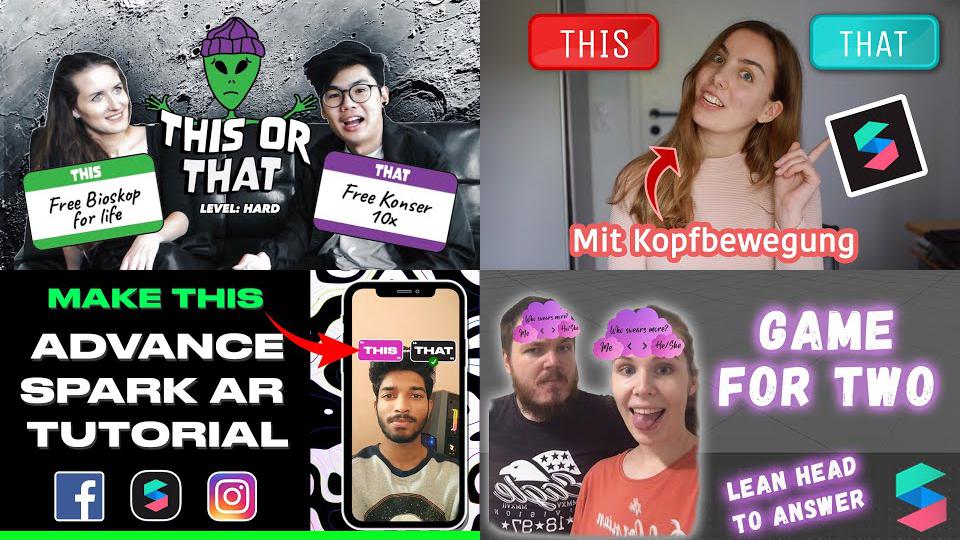 THIS OR
THAT
LEVEL: HARD
THIS
Free Bioskop
for life
THAT
Free Konser
10x
THIS
THAT
Mit Kopfbewegung
MAKE THIS
ADVANCE
SPARK AR
TUTORIAL
THIS
THAT
Who swears more?
Me < > He/She
Who swears more?
Me < > He/She
GAME
FOR TWO
LEAN HEAD
TO ANSWER